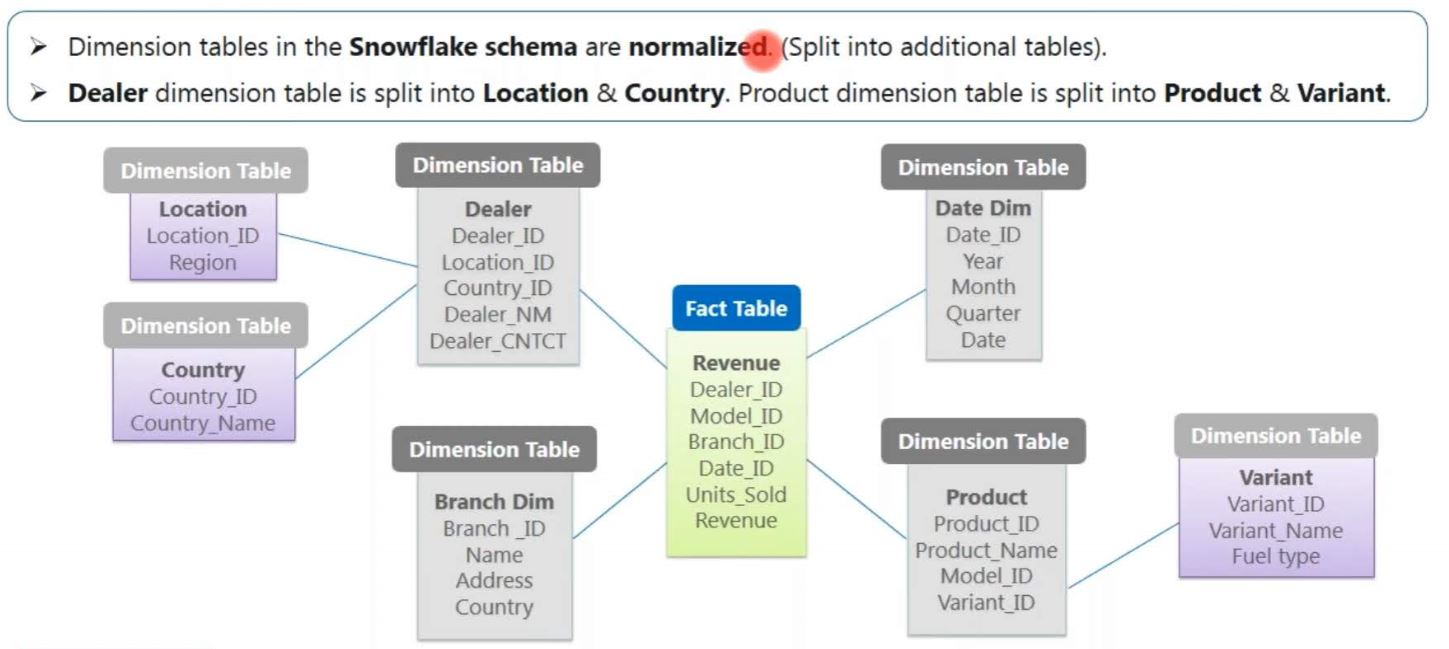 ➤ Dimension tables in the Snowflake schema are normalized. (Split into additional tables).
➤ Dealer dimension table is split into Location & Country. Product dimension table is split into Product & Variant.
Dimension Table
Location
Location_ID
Region
Dimension Table
Country
Country_ID
Country_Name
Dimension Table
Dealer
Dealer_ID
Location_ID
Country_ID
Dealer_NM
Dealer_CNTCT
Dimension Table
Branch Dim
Branch _ID
Name
Address
Country
Fact Table
Revenue
Dealer_ID
Model_ID
Branch_ID
Date_ID
Units_Sold
Revenue
Dimension Table
Date Dim
Date_ID
Year
Month
Quarter
Date
Dimension Table
Product
Product_ID
Product_Name
Model_ID
Variant_ID
Dimension Table
Variant
Variant_ID
Variant_Name
Fuel type